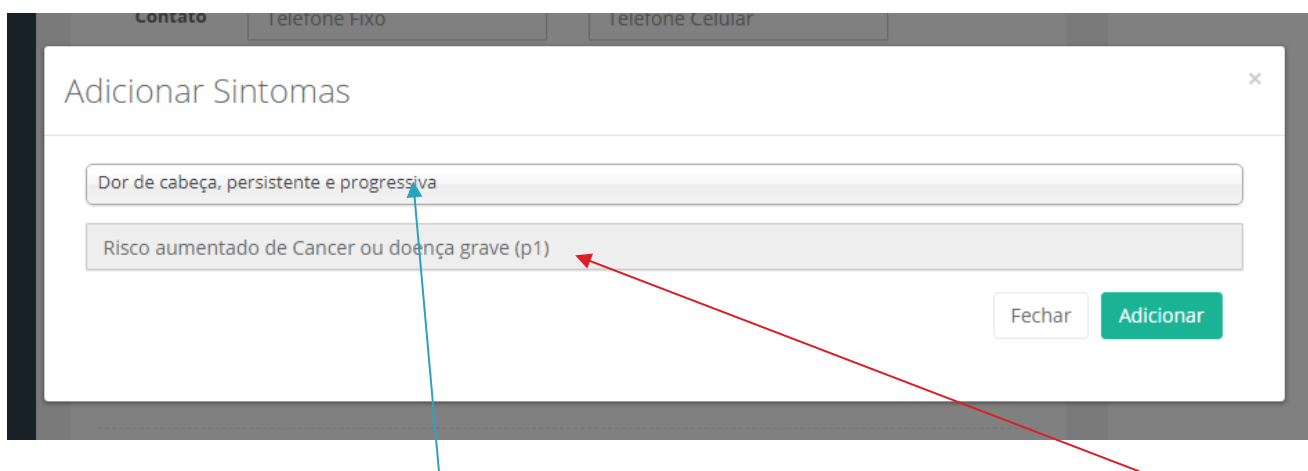 Contato Telefone Fixo Telefone Celular
Adicionar Sintomas ×
Dor de cabeça, persistente e progressiva
Risco aumentado de Cancer ou doença grave (p1)
Fechar Adicionar